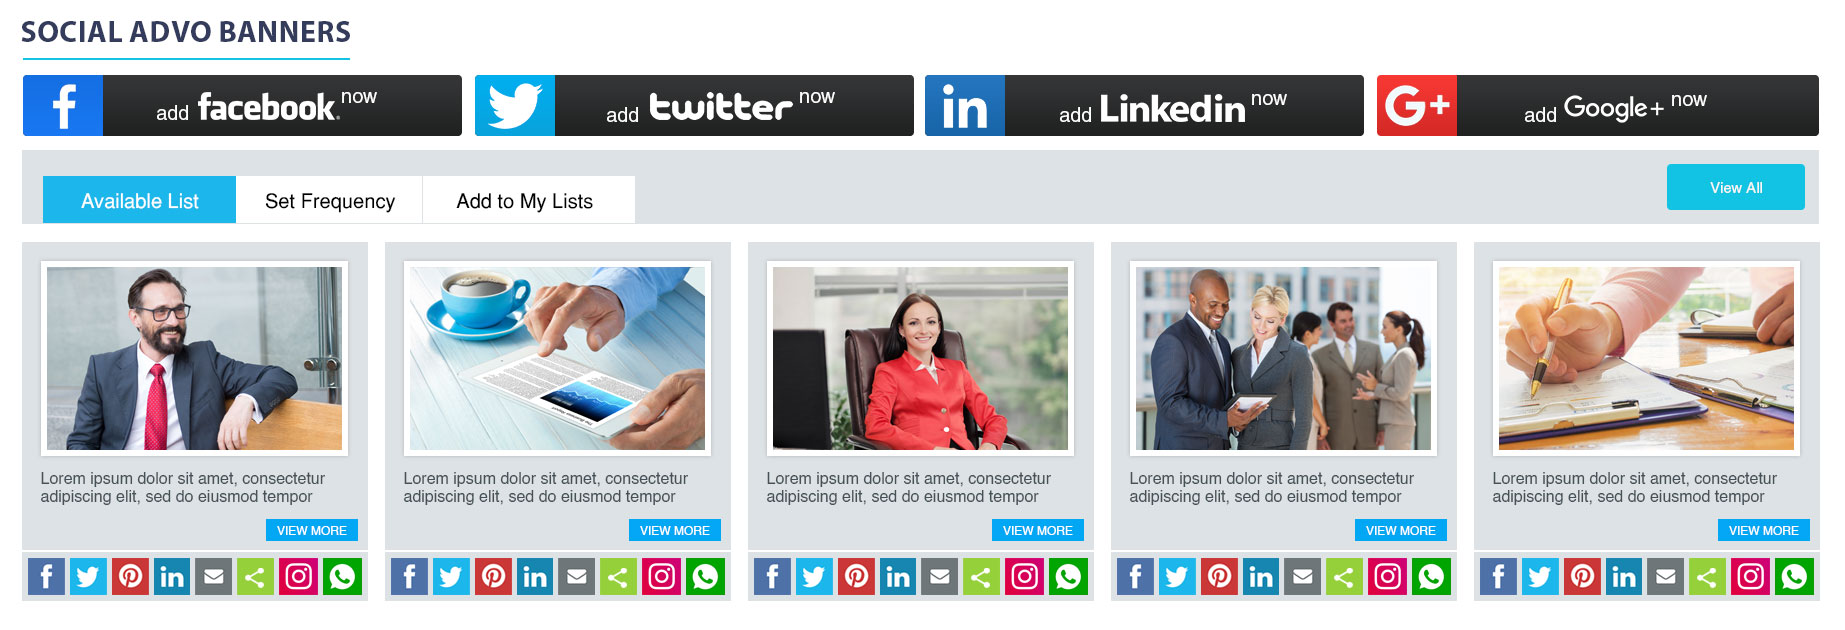 SOCIAL ADVO BANNERS
add facebook. now
add twitter now
in add Linkedin now
G+ add Google+ now
Available List Set Frequency Add to My Lists View All
Lorem ipsum dolor sit amet, consectetur
adipiscing elit, sed do eiusmod tempor
VIEW MORE
Lorem ipsum dolor sit amet, consectetur
adipiscing elit, sed do eiusmod tempor
VIEW MORE
Lorem ipsum dolor sit amet, consectetur
adipiscing elit, sed do eiusmod tempor
VIEW MORE
Lorem ipsum dolor sit amet, consectetur
adipiscing elit, sed do eiusmod tempor
VIEW MORE
Lorem ipsum dolor sit amet, consectetur
adipiscing elit, sed do eiusmod tempor
VIEW MORE